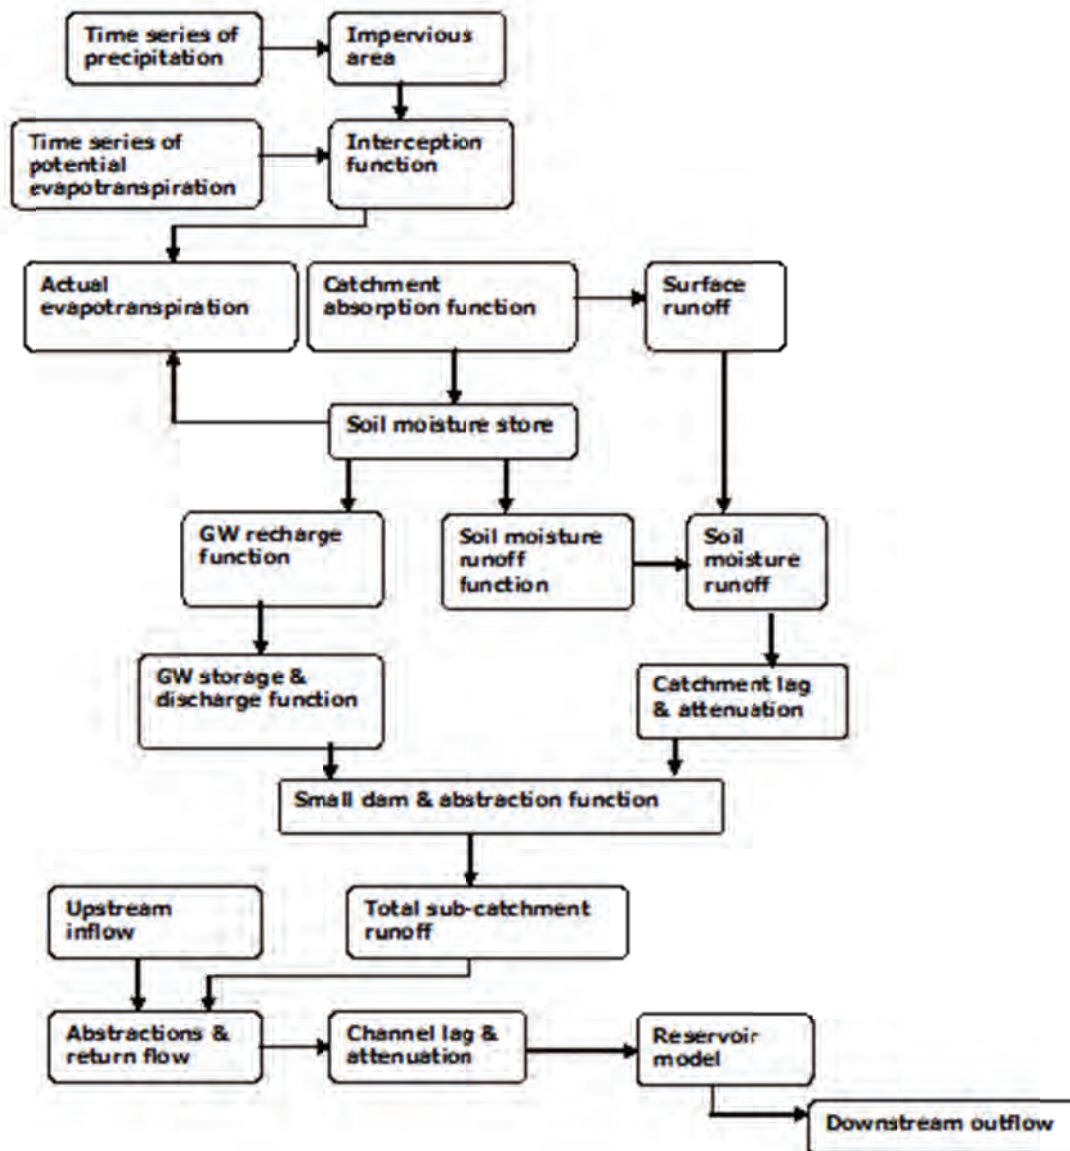 Time series of
precipitation
Impervious
area
Time series of
potential
evapotranspiration
Interception
function
Actual
evapotranspiration
Catchment
absorption function
Surface
runoff
Soil moisture store
GW recharge
function
Soil moisture
runoff
function
Soil
moisture
runoff
GW storage &
discharge function
Catchment lag
& attenuation
Small dam & abstraction function
Upstream
inflow
Total sub-catchment
runoff
Abstractions &
return flow
Channel lag &
attenuation
Reservoir
model
Downstream outflow